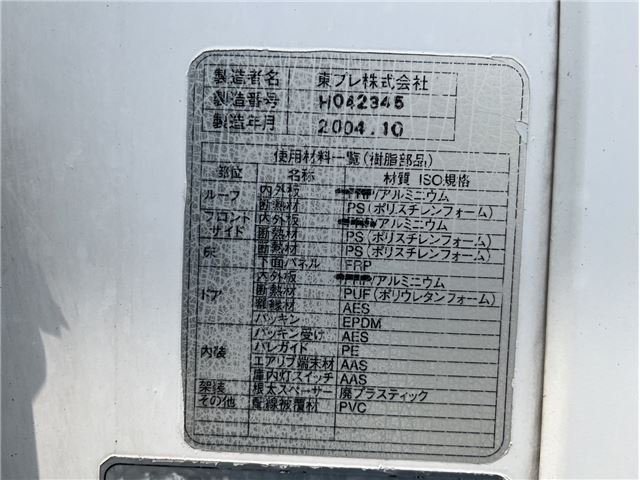 製造者名 東プレ株式会社
製造番号 H042345
製造年月 2004.10
使用材料一覧(樹脂部品)
部位 名称 材質 ISO規格
ルーフ 内外板 /アルミニウム
断熱材 PS(ポリスチレンフォーム)
フロント 内外板 /アルミニウム
サイド 断熱材 PS(ポリスチレンフォーム)
床 断熱材 PS(ポリスチレンフォーム)
下面パネル FRP
ドア 内外板 /アルミニウム
断熱材 PUF(ポリウレタンフォーム)
AES
パッキン EPDM
内装 パッキン受け AES
バレガイド PE
エアリブ端末材 AAS
庫内灯スイッチ AAS
架装 根太スペーサー 廃プラスティック
その他 配線被覆材 PVC